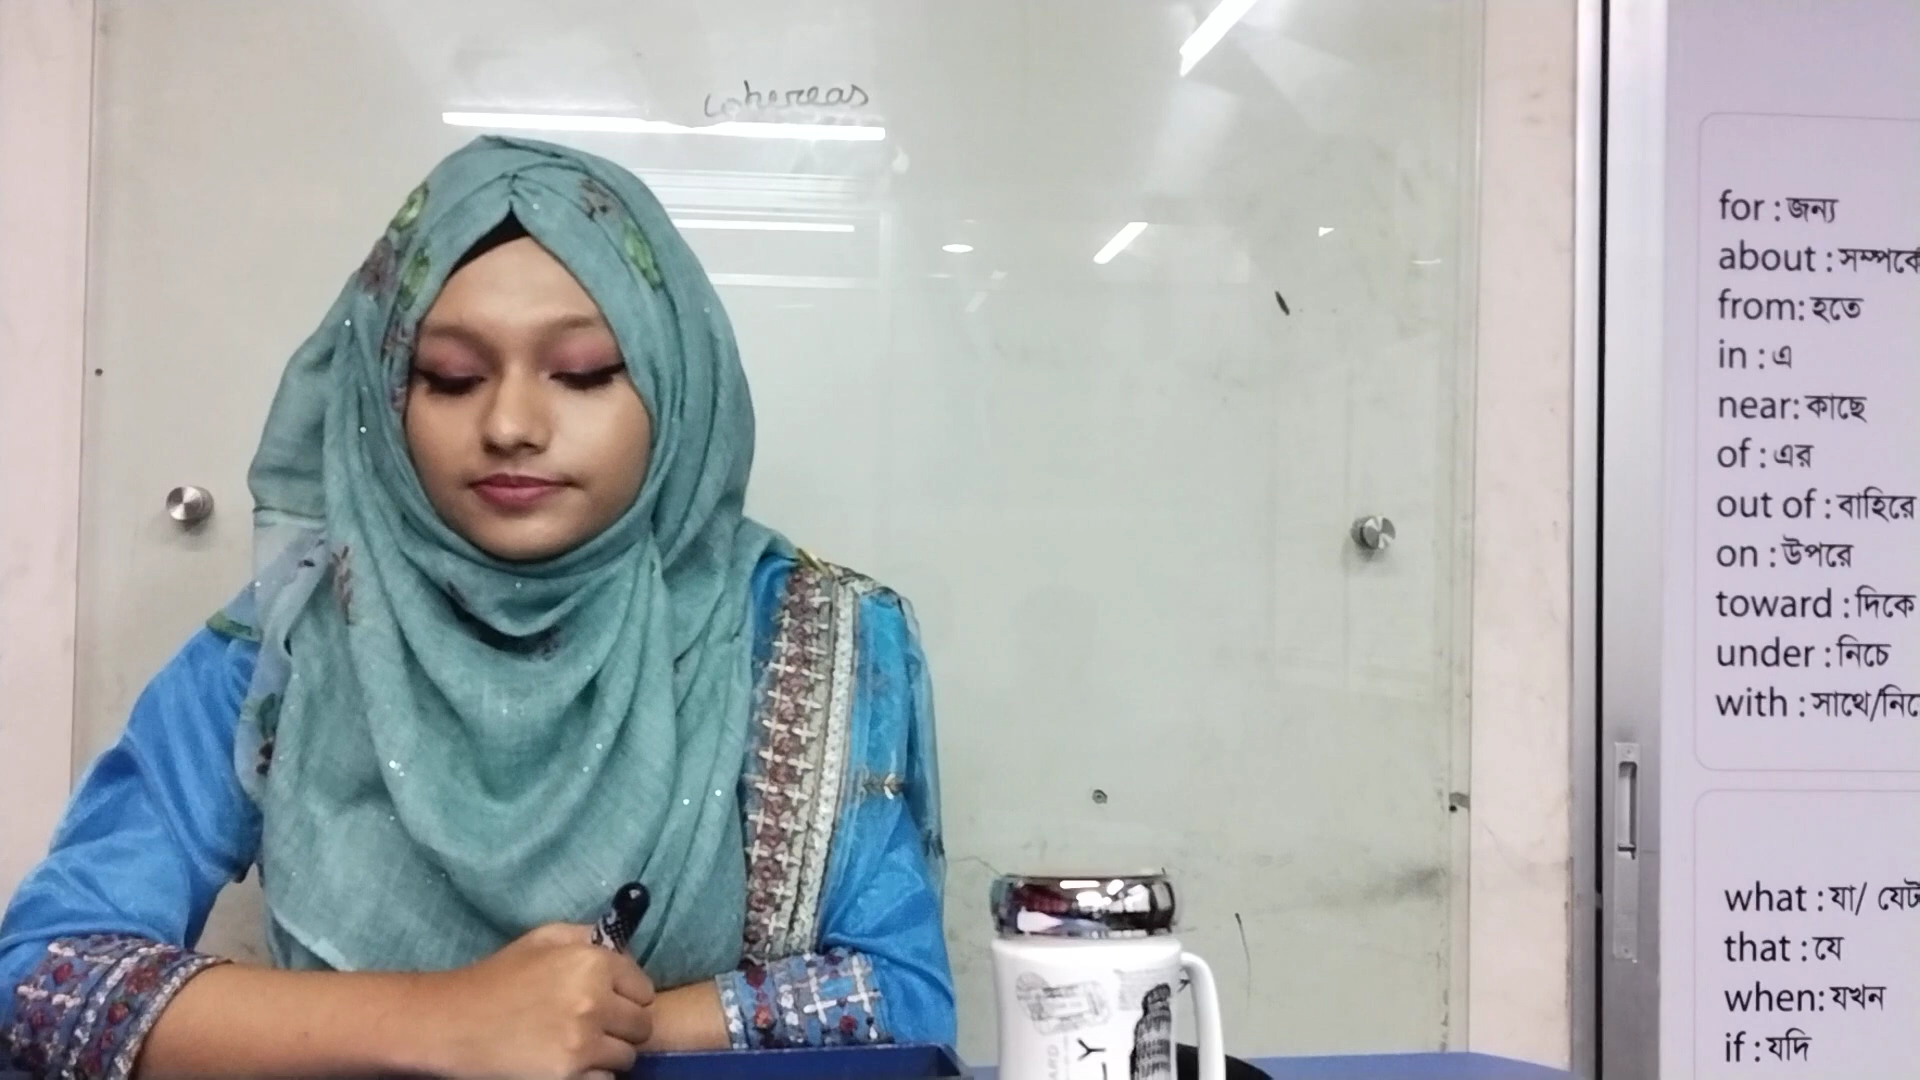 whereas
for : জন্য
about : সম্পর্কে
from: হতে
in : এ
near: কাছে
of : এর
out of : বাহিরে
on : উপরে
toward : দিকে
under : নিচে
with : সাথে/
what : যা/
that : যে
when: যখন
if : যদি
LY